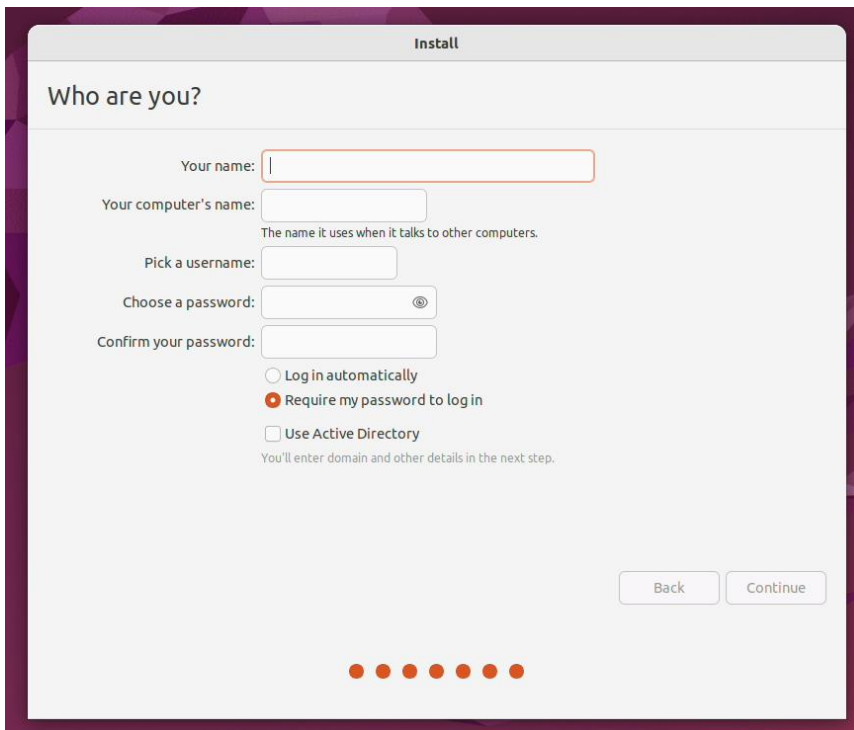 Install
Who are you?
Your name:
Your computer's name:
The name it uses when it talks to other computers.
Pick a username:
Choose a password:
Confirm your password:
Log in automatically
Require my password to log in
Use Active Directory
You'll enter domain and other details in the next step.
Back
Continue